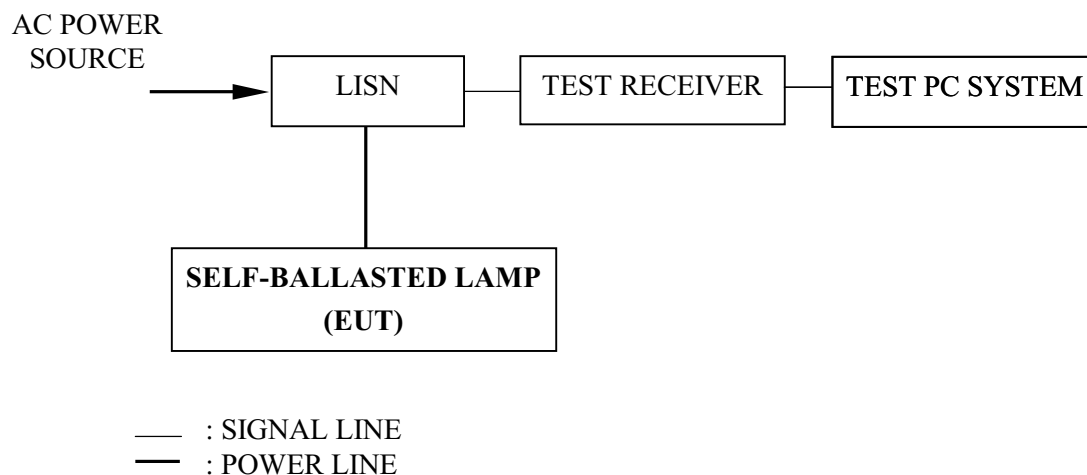 AC POWER
SOURCE
LISN
TEST RECEIVER
TEST PC SYSTEM
SELF-BALLASTED LAMP
(EUT)
: SIGNAL LINE
: POWER LINE